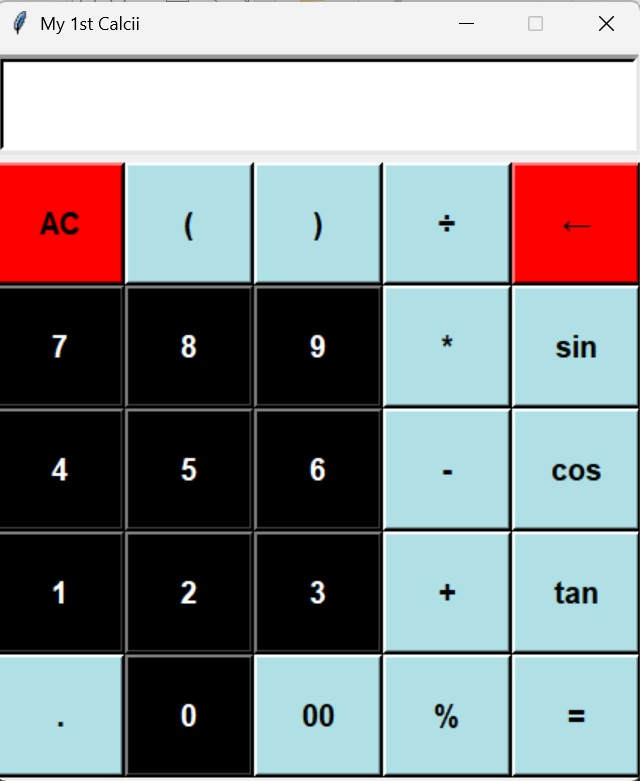 My 1st Calcii
AC ( ) ÷ ←
7 8 9 * sin
4 5 6 - cos
1 2 3 + tan
. 0 00 % =